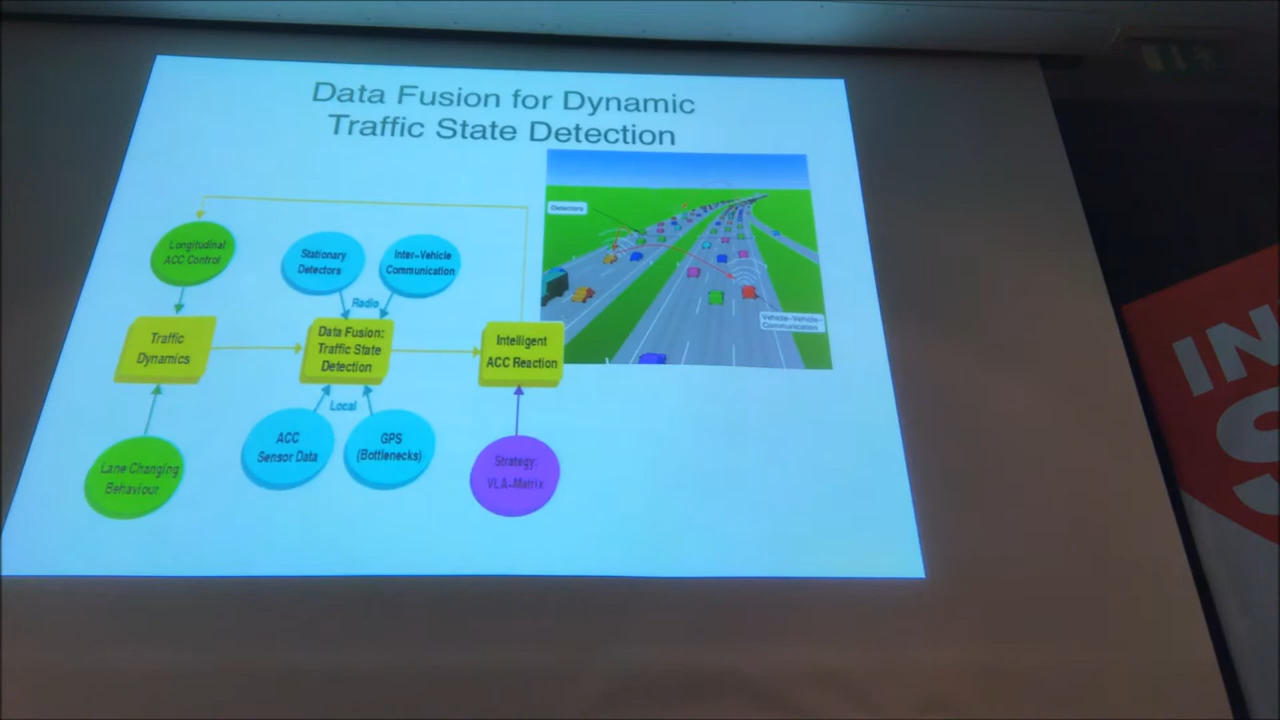 Data Fusion for Dynamic
Traffic State Detection
Detectors
Longitudinal
ACC Control
Stationary
Detectors
Inter-Vehicle
Communication
Radio
Traffic
Dynamics
Data Fusion:
Traffic State
Detection
Intelligent
ACC Reaction
Vehicle-Vehicle-
Communication
Local
Lane Changing
Behaviour
ACC
Sensor Data
GPS
(Bottlenecks)
Strategy:
VLA-Matrix
IN
S